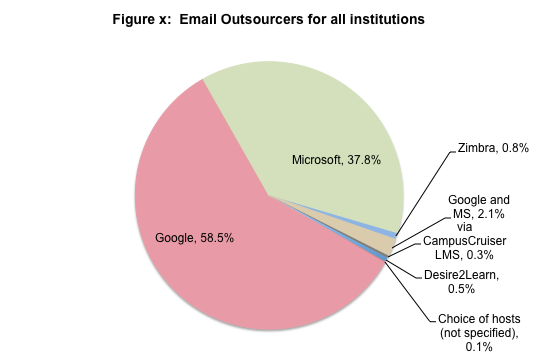 Figure x:  Email Outsourcers for all institutions
Microsoft, 37.8%
Zimbra, 0.8%
Google and
MS, 2.1%
via
CampusCruiser
LMS, 0.3%
Google, 58.5%
Desire2Learn,
0.5%
Choice of hosts
(not specified),
0.1%